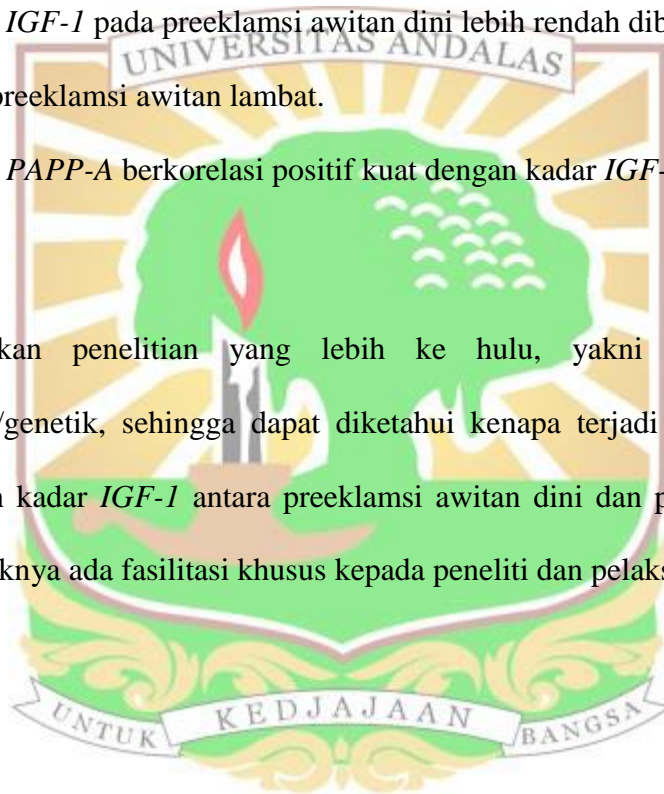 IGF-1 pada preeklamsi awitan dini lebih rendah
UNIVERSITAS ANDALAS
preeklamsi awitan lambat.
PAPP-A berkorelasi positif kuat dengan kadar IGF-
kan penelitian yang lebih ke hulu, yakni
/genetik, sehingga dapat diketahui kenapa terjadi
kadar IGF-1 antara preeklamsi awitan dini dan p
knya ada fasilitasi khusus kepada peneliti dan pelaks
UNTUK KEDJAJAAN BANGSA